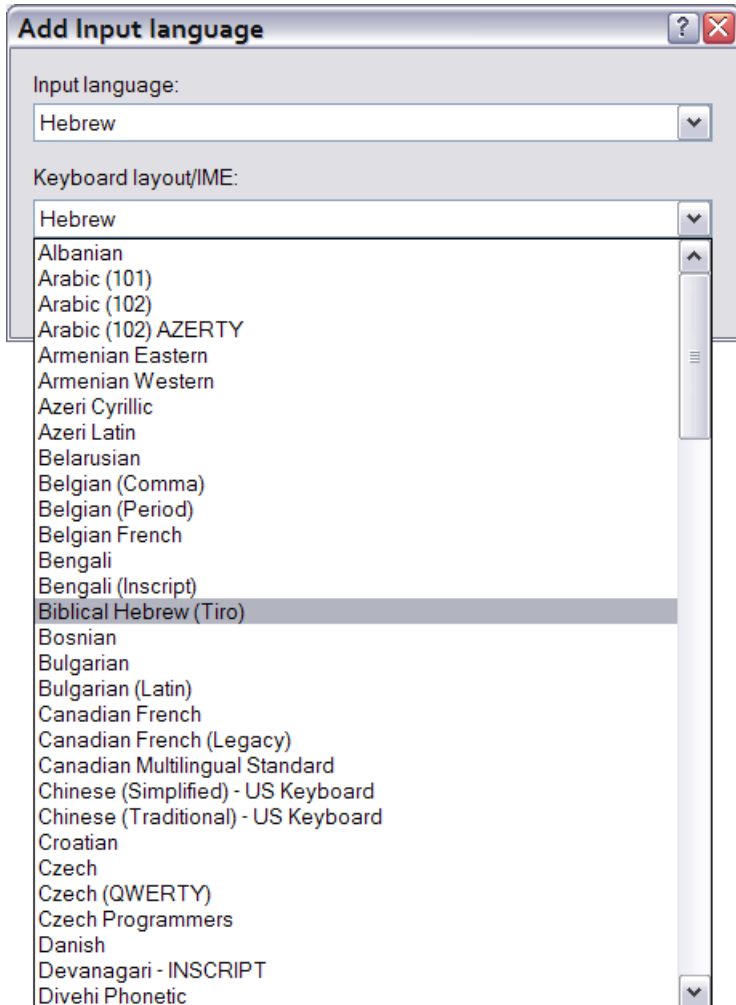 Add Input language
Input language:
Hebrew
Keyboard layout/IME:
Hebrew
Albanian
Arabic (101)
Arabic (102)
Arabic (102) AZERTY
Armenian Eastern
Armenian Western
Azeri Cyrillic
Azeri Latin
Belarusian
Belgian (Comma)
Belgian (Period)
Belgian French
Bengali
Bengali (Inscript)
Biblical Hebrew (Tiro)
Bosnian
Bulgarian
Bulgarian (Latin)
Canadian French
Canadian French (Legacy)
Canadian Multilingual Standard
Chinese (Simplified) - US Keyboard
Chinese (Traditional) - US Keyboard
Croatian
Czech
Czech (QWERTY)
Czech Programmers
Danish
Devanagari - INSCRIPT
Divehi Phonetic